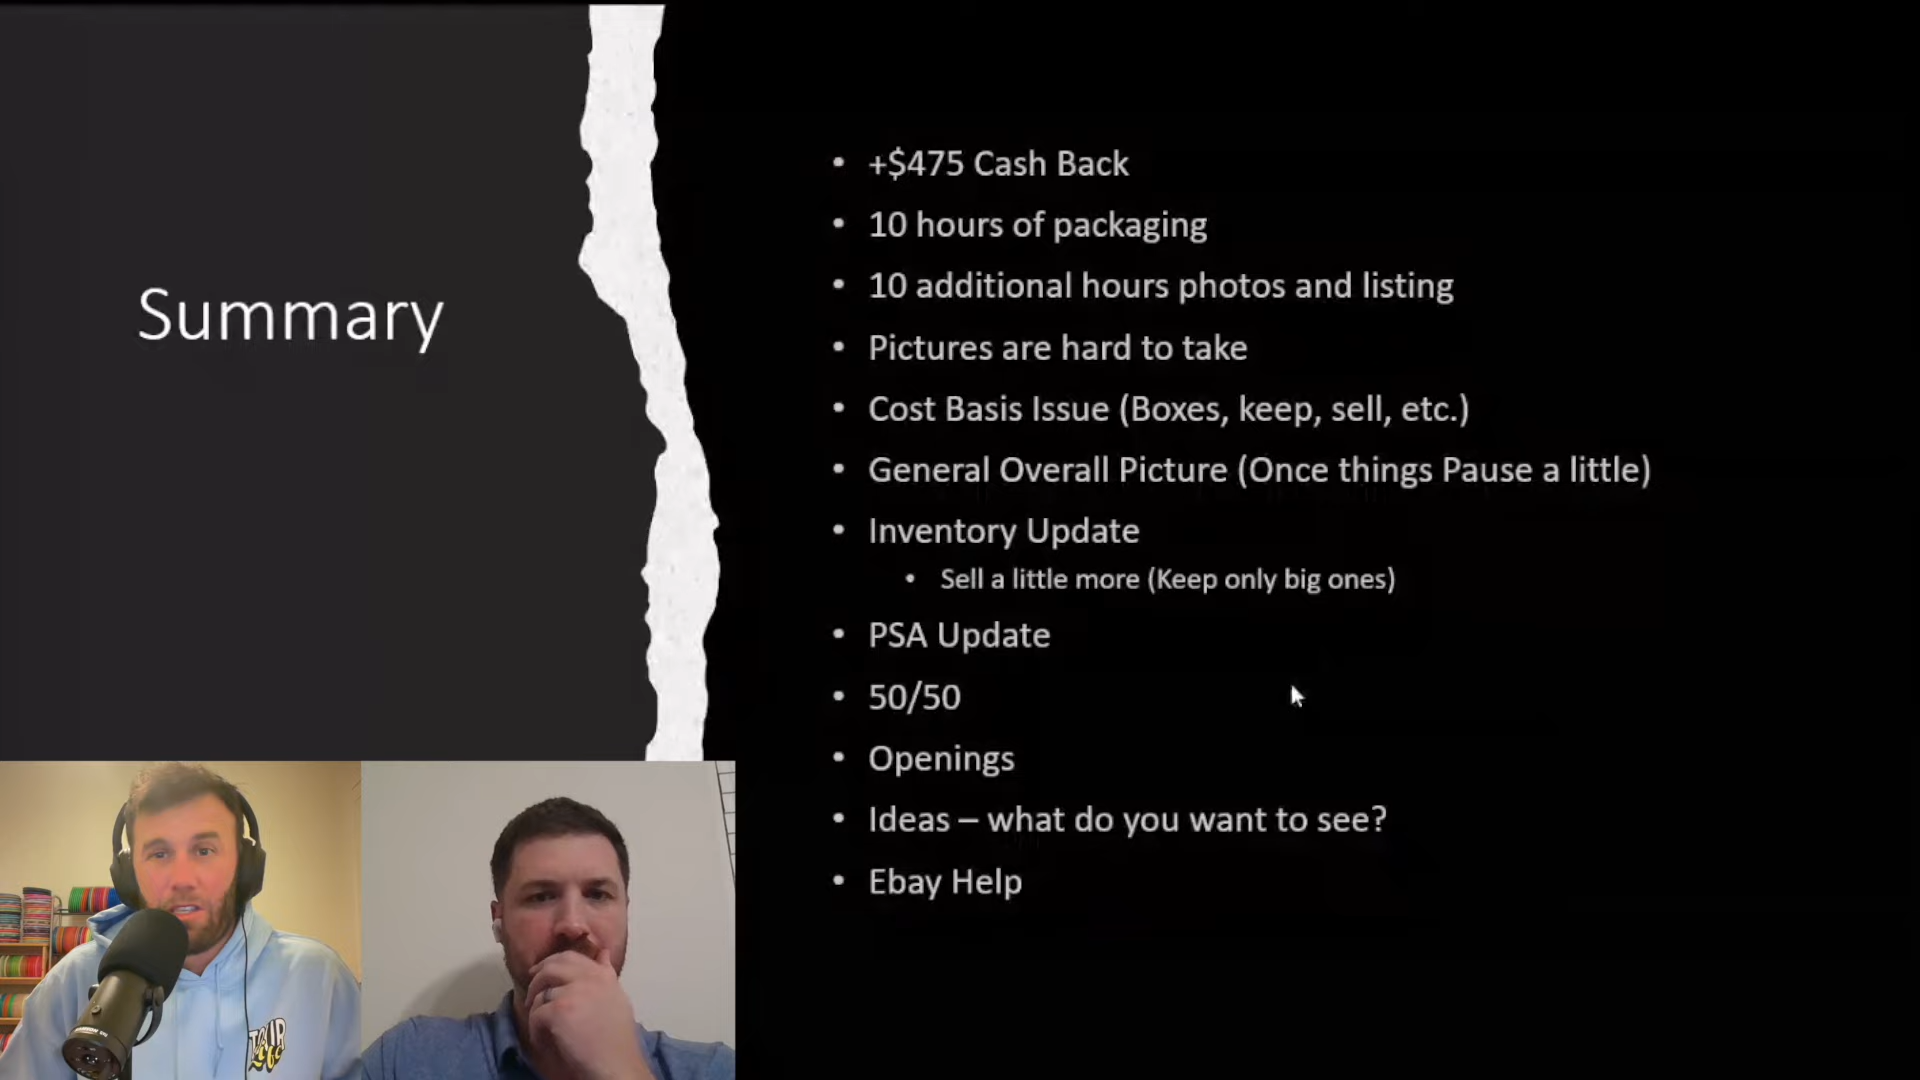 Summary
+$475 Cash Back
10 hours of packaging
10 additional hours photos and listing
Pictures are hard to take
Cost Basis Issue (Boxes, keep, sell, etc.)
General Overall Picture (Once things Pause a little)
Inventory Update
Sell a little more (Keep only big ones)
PSA Update
50/50
Openings
Ideas – what do you want to see?
Ebay Help